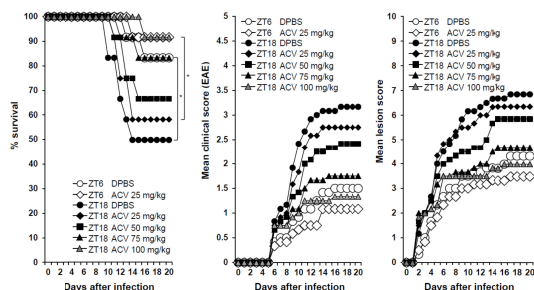 % survival
100
90
80
70
60
50
40
30
20
10
0
ZT6 DPBS
ZT6 ACV 25 mg/kg
ZT18 DPBS
ZT18 ACV 25 mg/kg
ZT18 ACV 50 mg/kg
ZT18 ACV 75 mg/kg
ZT18 ACV 100 mg/kg
*
*
0 2 4 6 8 10 12 14 16 18 20
Days after infection
Mean clinical score (EAE)
5
4.5
4
3.5
3
2.5
2
1.5
1
0.5
0
ZT6 DPBS
ZT6 ACV 25 mg/kg
ZT18 DPBS
ZT18 ACV 25 mg/kg
ZT18 ACV 50 mg/kg
ZT18 ACV 75 mg/kg
ZT18 ACV 100 mg/kg
0 2 4 6 8 10 12 14 16 18 20
Days after infection
Mean lesion score
10
9
8
7
6
5
4
3
2
1
0
ZT6 DPBS
ZT6 ACV 25 mg/kg
ZT18 DPBS
ZT18 ACV 25 mg/kg
ZT18 ACV 50 mg/kg
ZT18 ACV 75 mg/kg
ZT18 ACV 100 mg/kg
0 2 4 6 8 10 12 14 16 18 20
Days after infection